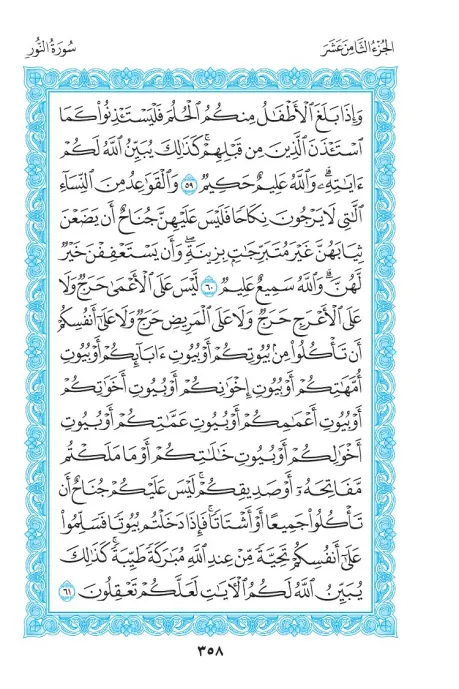 الجُزْءُ الثَّامِنَ عَشَرَ
سُورَةُ النُّورِ
وَإِذَا بَلَغَ ٱلْأَطْفَٰلُ مِنكُمُ ٱلْحُلُمَ فَلْيَسْتَـْٔذِنُوا۟ كَمَا
ٱسْتَـْٔذَنَ ٱلَّذِينَ مِن قَبْلِهِمْ ۚ كَذَٰلِكَ يُبَيِّنُ ٱللَّهُ لَكُمْ
ءَايَٰتِهِۦ ۗ وَٱللَّهُ عَلِيمٌ حَكِيمٌ ٥٩ وَٱلْقَوَٰعِدُ مِنَ ٱلنِّسَآءِ
ٱلَّٰتِى لَا يَرْجُونَ نِكَاحًا فَلَيْسَ عَلَيْهِنَّ جُنَاحٌ أَن يَضَعْنَ
ثِيَابَهُنَّ غَيْرَ مُتَبَرِّجَٰتٍۭ بِزِينَةٍ ۖ وَأَن يَسْتَعْفِفْنَ خَيْرٌ
لَّهُنَّ ۗ وَٱللَّهُ سَمِيعٌ عَلِيمٌ ٦٠ لَّيْسَ عَلَى ٱلْأَعْمَىٰ حَرَجٌ وَلَا
عَلَى ٱلْأَعْرَجِ حَرَجٌ وَلَا عَلَى ٱلْمَرِيضِ حَرَجٌ وَلَا عَلَىٰٓ أَنفُسِكُمْ
أَن تَأْكُلُوا۟ مِنۢ بُيُوتِكُمْ أَوْ بُيُوتِ ءَابَآئِكُمْ أَوْ بُيُوتِ
أُمَّهَٰتِكُمْ أَوْ بُيُوتِ إِخْوَٰنِكُمْ أَوْ بُيُوتِ أَخَوَٰتِكُمْ
أَوْ بُيُوتِ أَعْمَٰمِكُمْ أَوْ بُيُوتِ عَمَّٰتِكُمْ أَوْ بُيُوتِ
أَخْوَٰلِكُمْ أَوْ بُيُوتِ خَٰلَٰتِكُمْ أَوْ مَا مَلَكْتُم
مَّفَاتِحَهُۥٓ أَوْ صَدِيقِكُمْ ۚ لَيْسَ عَلَيْكُمْ جُنَاحٌ أَن
تَأْكُلُوا۟ جَمِيعًا أَوْ أَشْتَاتًا ۚ فَإِذَا دَخَلْتُم بُيُوتًا فَسَلِّمُوا۟
عَلَىٰٓ أَنفُسِكُمْ تَحِيَّةً مِّنْ عِندِ ٱللَّهِ مُبَٰرَكَةً طَيِّبَةً ۚ كَذَٰلِكَ
يُبَيِّنُ ٱللَّهُ لَكُمُ ٱلْـَٔايَٰتِ لَعَلَّكُمْ تَعْقِلُونَ ٦١
٣٥٨